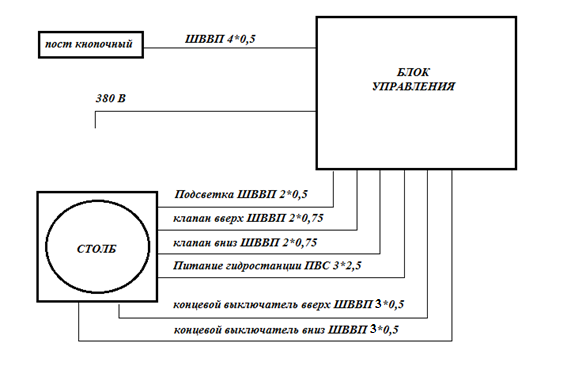 пост кнопочный
ШВВП 4*0,5
БЛОК
УПРАВЛЕНИЯ
380 В
СТОЛБ
Подсветка ШВВП 2*0,5
клапан вверх ШВВП 2*0,75
клапан вниз ШВВП 2*0,75
Питание гидростанции ПВС 3*2,5
концевой выключатель вверх ШВВП 3*0,5
концевой выключатель вниз ШВВП 3*0,5